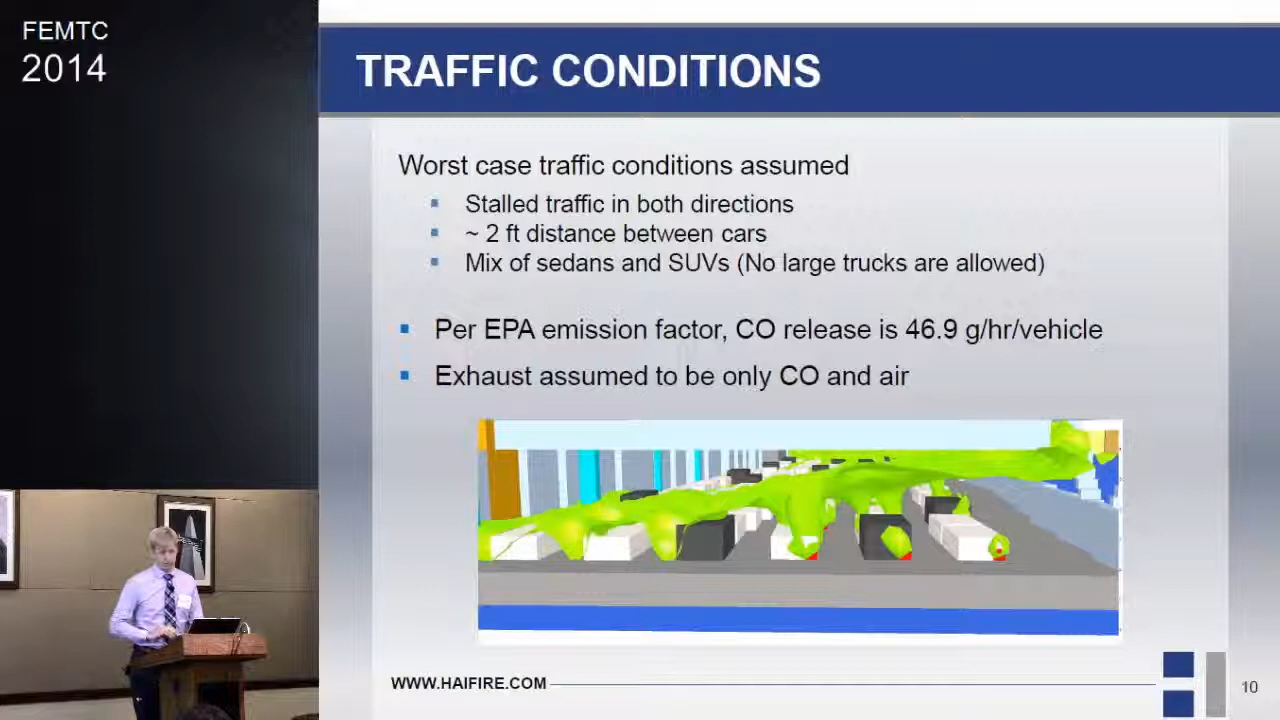 FEMTC
2014
TRAFFIC CONDITIONS
Worst case traffic conditions assumed
Stalled traffic in both directions
~ 2 ft distance between cars
Mix of sedans and SUVs (No large trucks are allowed)
Per EPA emission factor, CO release is 46.9 g/hr/vehicle
Exhaust assumed to be only CO and air
WWW.HAIFIRE.COM
10